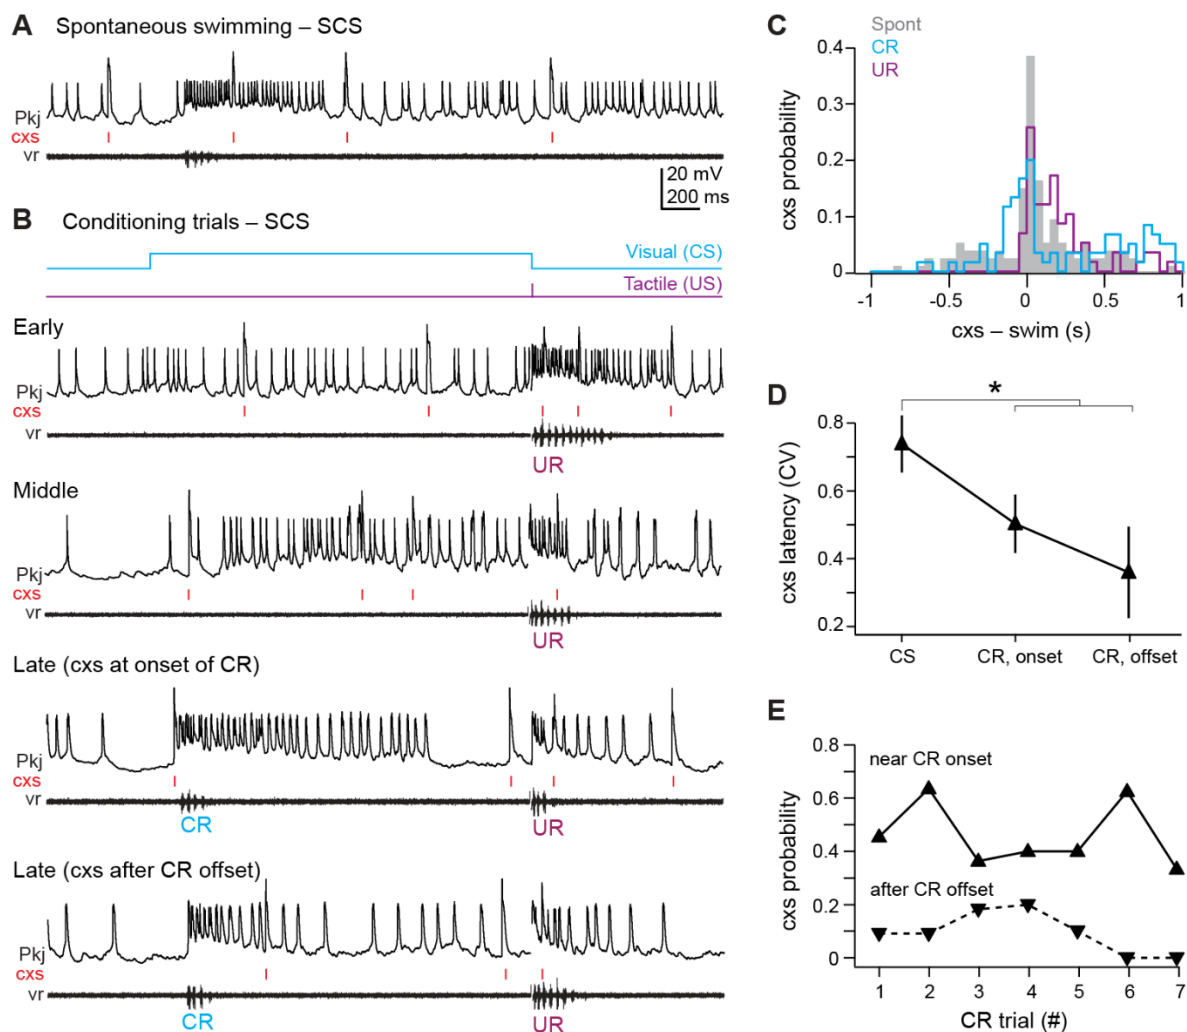 A Spontaneous swimming – SCS
Pkj
cxs
vr
20 mV
200 ms
B Conditioning trials – SCS
Visual (CS)
Tactile (US)
Early
Pkj
cxs
vr
UR
Middle
Pkj
cxs
vr
UR
Late (cxs at onset of CR)
Pkj
cxs
vr
CR UR
Late (cxs after CR offset)
Pkj
cxs
vr
CR UR
C
Spont
CR
UR
0.4
0.3
0.2
0.1
0
cxs probability
-1 -0.5 0 0.5 1
cxs – swim (s)
D
*
0.8
0.6
0.4
0.2
cxs latency (CV)
CS CR, onset CR, offset
E
0.8
0.6
0.4
0.2
0
cxs probability
near CR onset
after CR offset
1 2 3 4 5 6 7
CR trial (#)